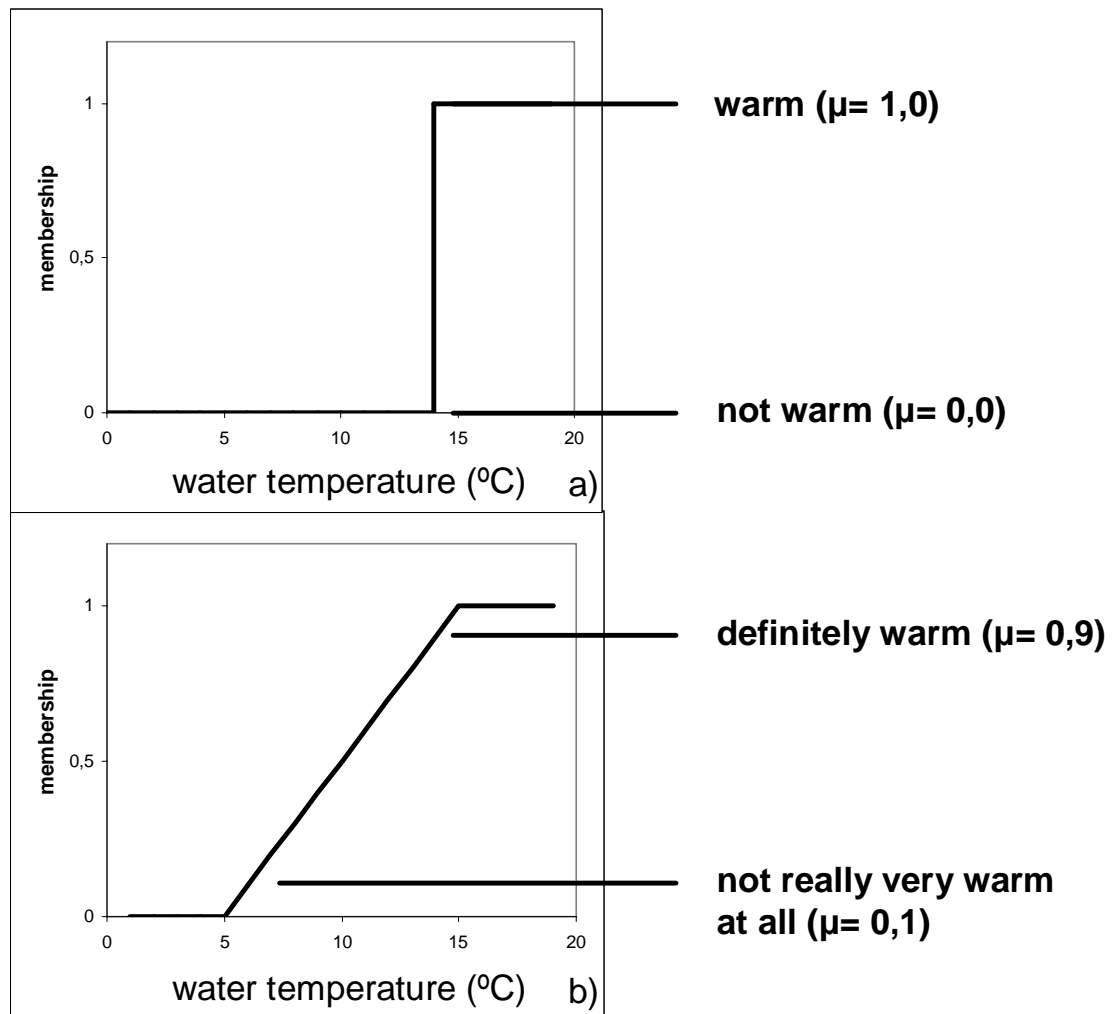 1
warm (µ= 1,0)
membership
0,5
0
not warm (µ= 0,0)
0 5 10 15 20
water temperature (ºC) a)
1
definitely warm (µ= 0,9)
membership
0,5
not really very warm
at all (µ= 0,1)
0
0 5 10 15 20
water temperature (ºC) b)